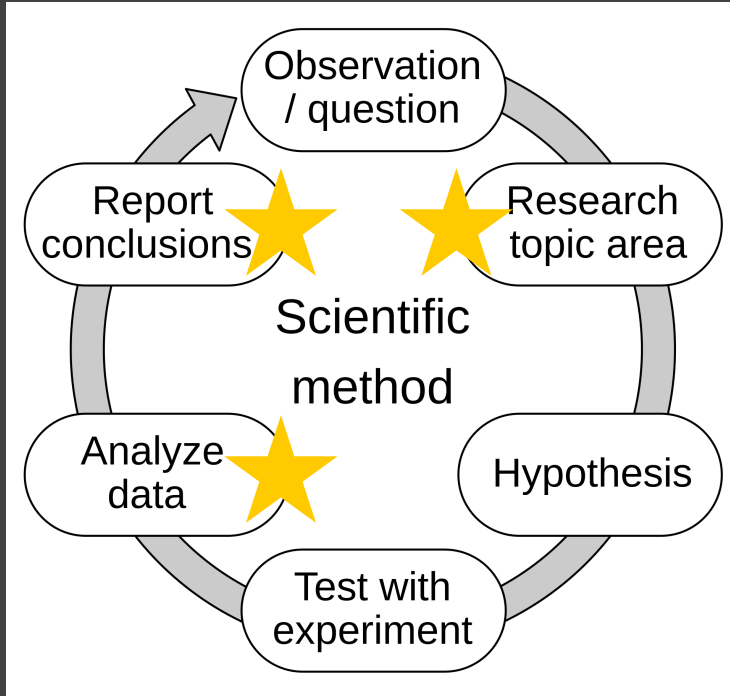 Observation
/ question
Research
topic area
Hypothesis
Test with
experiment
Analyze
data
Report
conclusions
Scientific
method